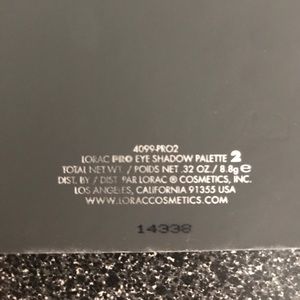 4099-PRO2
LORAC PRO EYE SHADOW PALETTE 2
TOTAL NET WT. / POIDS NET .32 OZ. / 8.8g e
DIST. BY / DIST. PAR LORAC ® COSMETICS, INC.
LOS ANGELES, CALIFORNIA 91355 USA
WWW.LORACCOSMETICS.COM
14338